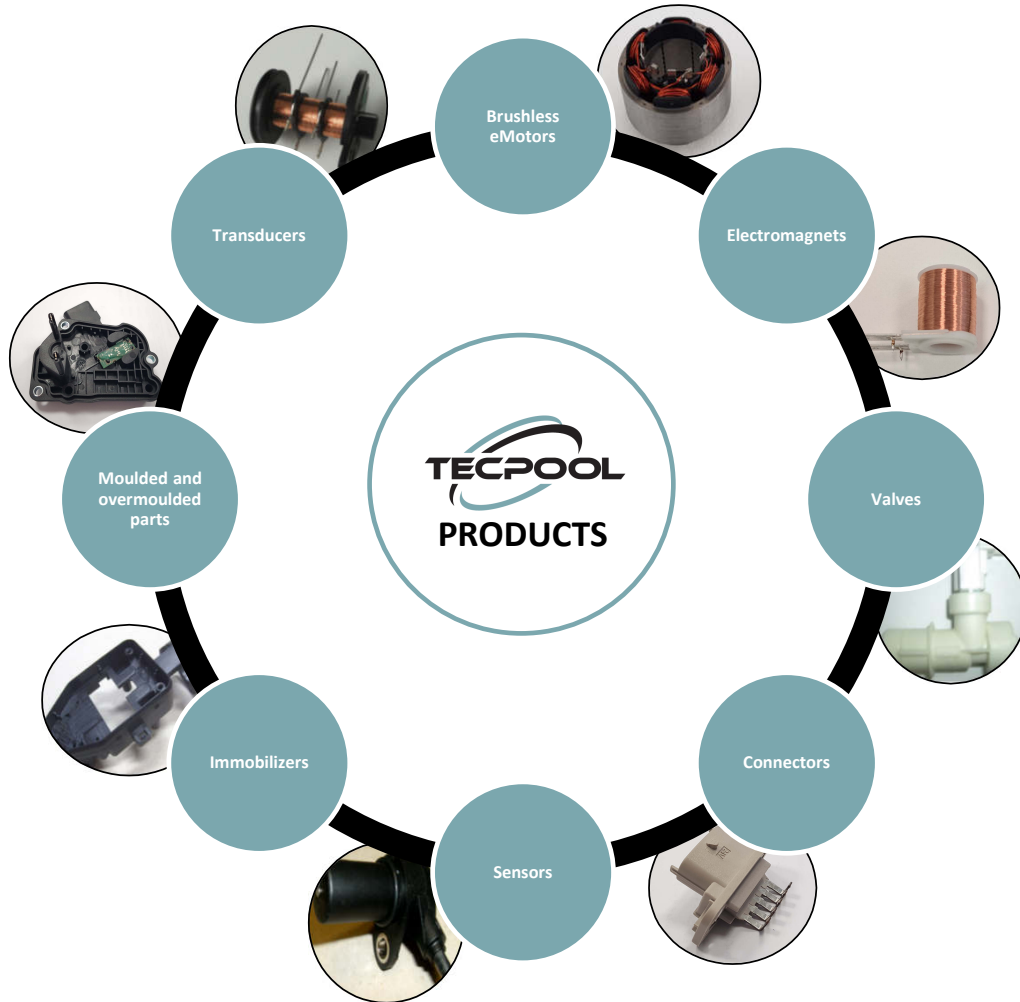 Brushless
eMotors
Transducers
Electromagnets
TECPOOL
PRODUCTS
Moulded and
overmoulded
parts
Valves
Immobilizers
Connectors
Sensors